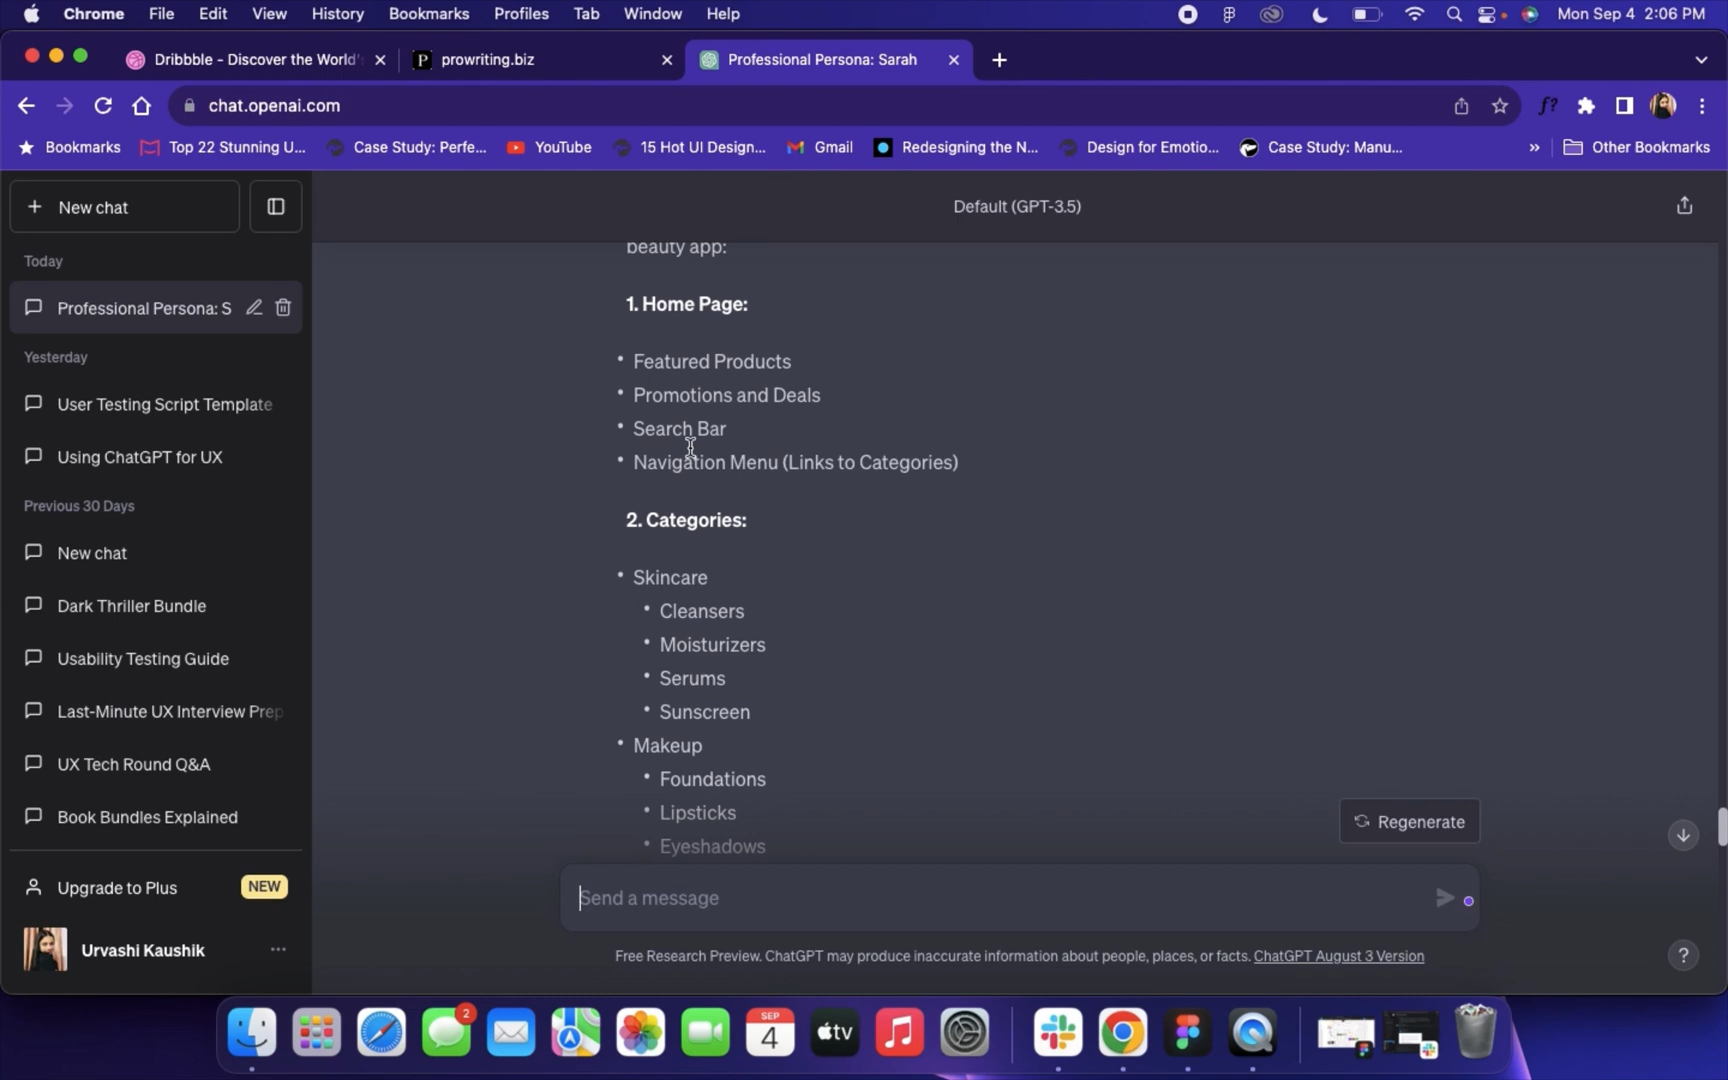 Chrome File Edit View History Bookmarks Profiles Tab Window Help Mon Sep 4 2:06 PM
Dribbble - Discover the World' prowriting.biz Professional Persona: Sarah
chat.openai.com
Bookmarks Top 22 Stunning U... Case Study: Perfe... YouTube 15 Hot UI Design... Gmail Redesigning the N... Design for Emotio... Case Study: Manu... » Other Bookmarks
New chat
Default (GPT-3.5)
Today
Professional Persona: S
Yesterday
User Testing Script Template
Using ChatGPT for UX
Previous 30 Days
New chat
Dark Thriller Bundle
Usability Testing Guide
Last-Minute UX Interview Prep
UX Tech Round Q&A
Book Bundles Explained
Upgrade to Plus NEW
Urvashi Kaushik
beauty app:
1. Home Page:
• Featured Products
• Promotions and Deals
• Search Bar
• Navigation Menu (Links to Categories)
2. Categories:
• Skincare
• Cleansers
• Moisturizers
• Serums
• Sunscreen
• Makeup
• Foundations
• Lipsticks
• Eyeshadows
Regenerate
Send a message
Free Research Preview. ChatGPT may produce inaccurate information about people, places, or facts. ChatGPT August 3 Version
?
2
SEP
4
tv